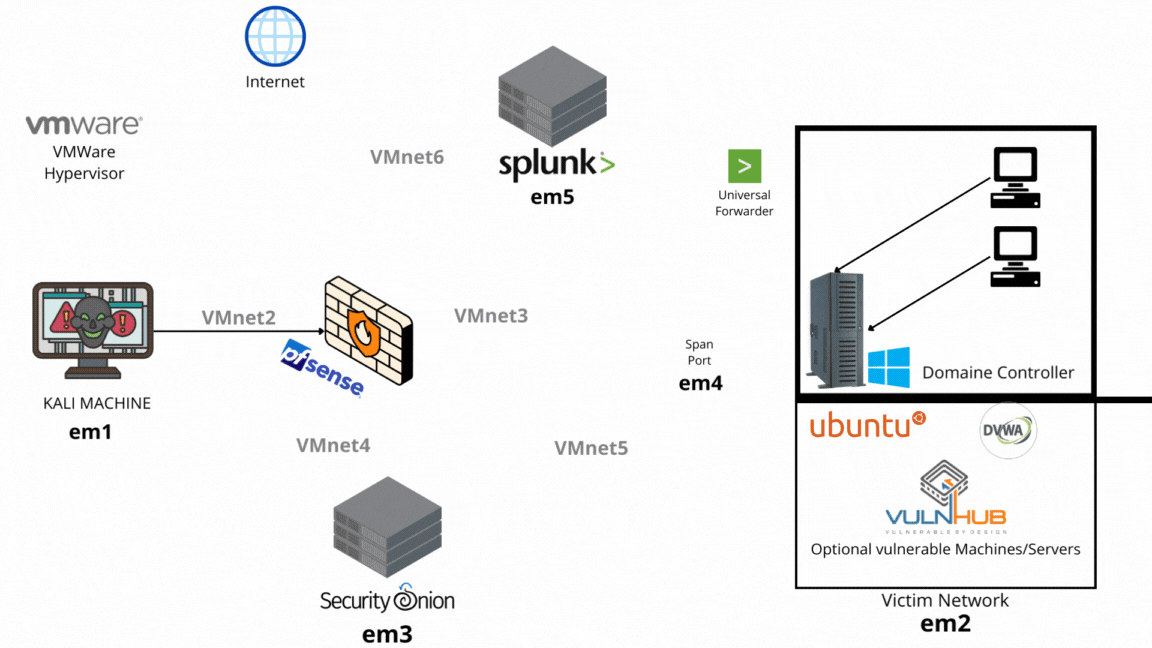 Internet
vmware®
VMWare
Hypervisor
VMnet6
splunk>
em5
>
Universal
Forwarder
VMnet2
VMnet3
pfsense
KALI MACHINE
em1
Span
Port
em4
Domaine Controller
VMnet4
VMnet5
ubuntu
DVWA
VULNHUB
VULNERABLE BY DESIGN
Optional vulnerable Machines/Servers
Security Onion
em3
Victim Network
em2